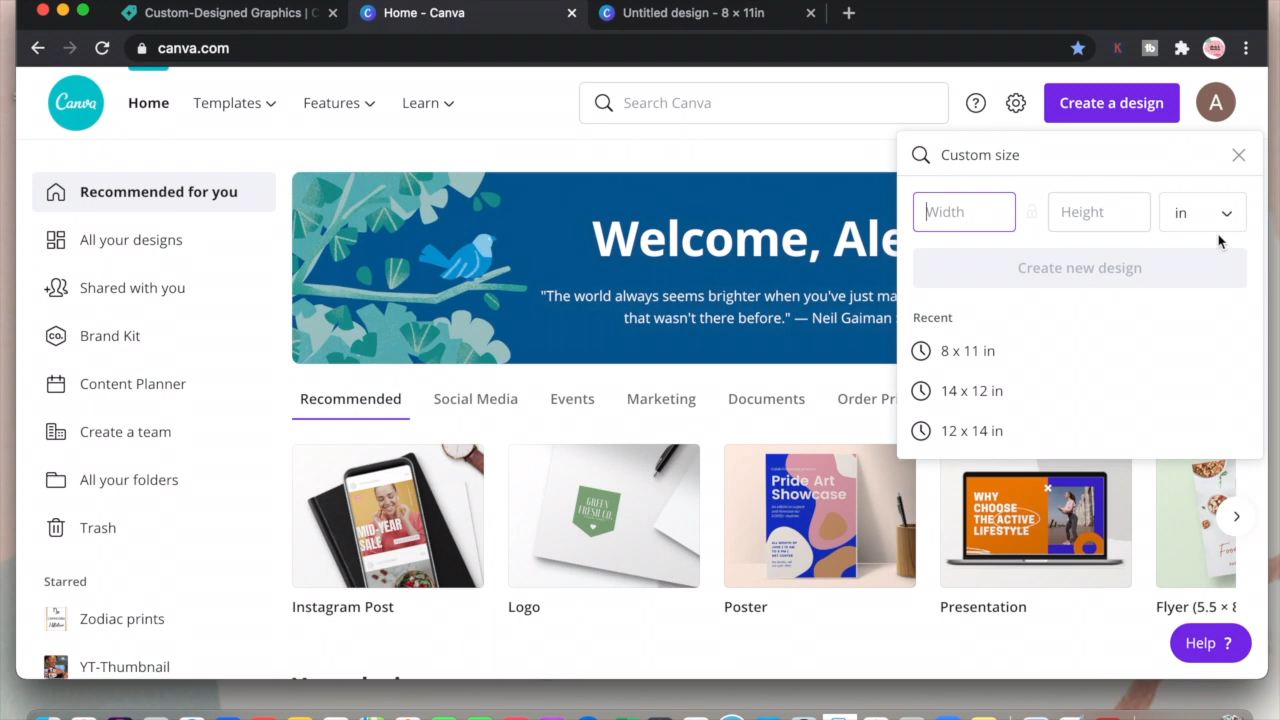 Custom-Designed Graphics | C
Home - Canva
Untitled design - 8 × 11in
canva.com
Canva
Home
Templates
Features
Learn
Search Canva
Create a design
A
Custom size
Width
Height
in
Create new design
Recent
8 x 11 in
14 x 12 in
12 x 14 in
Recommended for you
All your designs
Shared with you
co.
Brand Kit
Content Planner
Create a team
All your folders
Trash
Starred
Zodiac prints
YT-Thumbnail
Welcome, Ale
"The world always seems brighter when you've just ma
that wasn't there before." — Neil Gaiman
Recommended
Social Media
Events
Marketing
Documents
Order Pri
MID-YEAR
SALE
GREEN
FRESH CO.
Pride Art
Showcase
WHY
CHOOSE
THE ACTIVE
LIFESTYLE
Instagram Post
Logo
Poster
Presentation
Flyer (5.5 × 8
Help ?